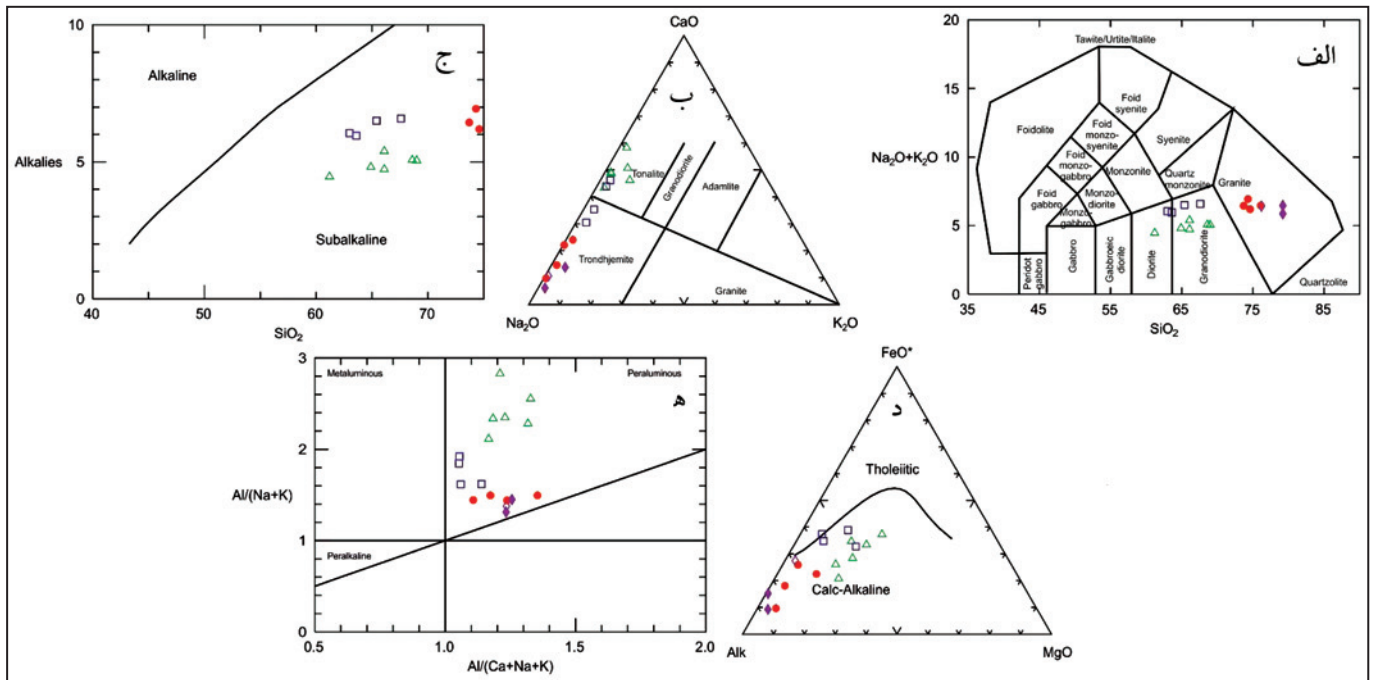 ج
10
5
0
Alkalies
Alkaline
Subalkaline
40
50
60
70
SiO2
CaO
ب
Tonalite
Granodiorite
Adamlite
Trondhjemite
Granite
Na2O
K2O
الف
20
15
10
5
0
Na2O+K2O
Tawite/Urtite/Italite
Foidolite
Foid
syenite
Foid
monzo-
syenite
Syenite
Foid
monzo-
gabbro
Monzonite
Quartz
monzonite
Granite
Foid
gabbro
Monzo-
diorite
Monzo-
gabbro
Peridot
gabbro
Gabbro
Gabbroeic
diorite
Diorite
Granodiorite
Quartzolite
35
45
55
65
75
85
SiO2
3
2
1
0
Al/(Na+K)
Metaluminous
Peraluminous
ه
Peralkaline
0.5
1.0
1.5
2.0
Al/(Ca+Na+K)
FeO*
د
Tholeiitic
Calc-Alkaline
Alk
MgO